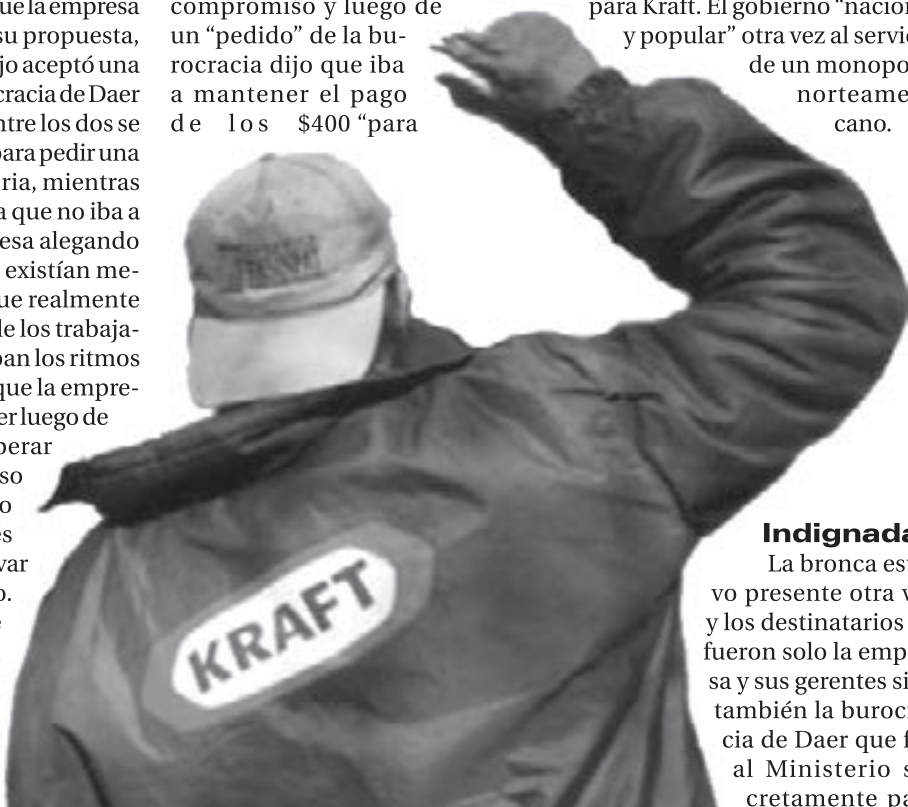 ue la empresa
su propuesta,
jo aceptó una
cracia de Daer
ntre los dos se
para pedir una
ria, mientras
a que no iba a
esa alegando
existían me-
ue realmente
de los trabaja-
ban los ritmos
que la empre-
er luego de
perar
so
o
es
var
o.
compromiso y luego de
un “pedido” de la bu-
rocracia dijo que iba
a mantener el pago
de los $400 “para
para Kraft. El gobierno “nacion
y popular” otra vez al servic
de un monopo
norteame
cano.
KRAFT
Indignada
La bronca est
vo presente otra v
y los destinatarios
fueron solo la emp
sa y sus gerentes si
también la buroc
cia de Daer que f
al Ministerio s
cretamente pa